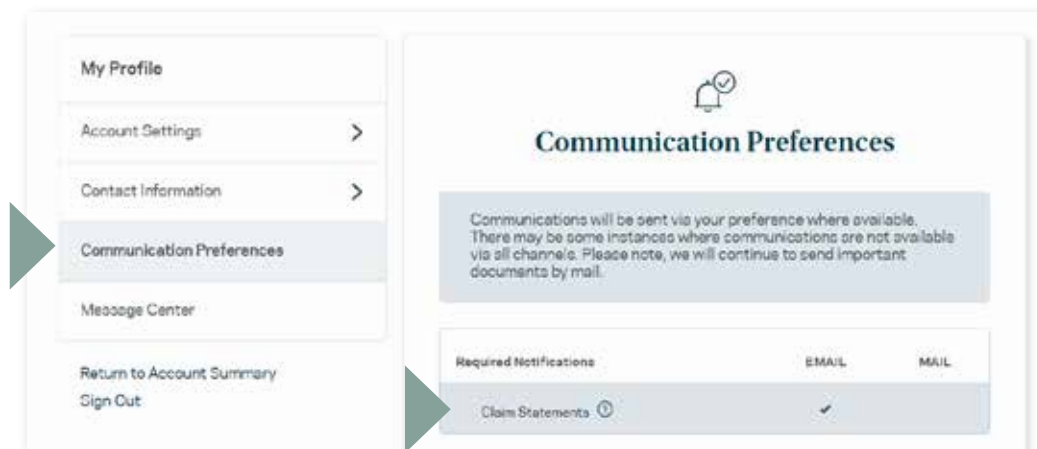 My Profile
Account Settings
Contact Information
Communication Preferences
Message Center
Return to Account Summary
Sign Out
Communication Preferences
Communications will be sent via your preference where available.
There may be some instances where communications are not available
via all channels. Please note, we will continue to send important
documents by mail.
Required Notifications EMAIL MAIL
Claim Statements